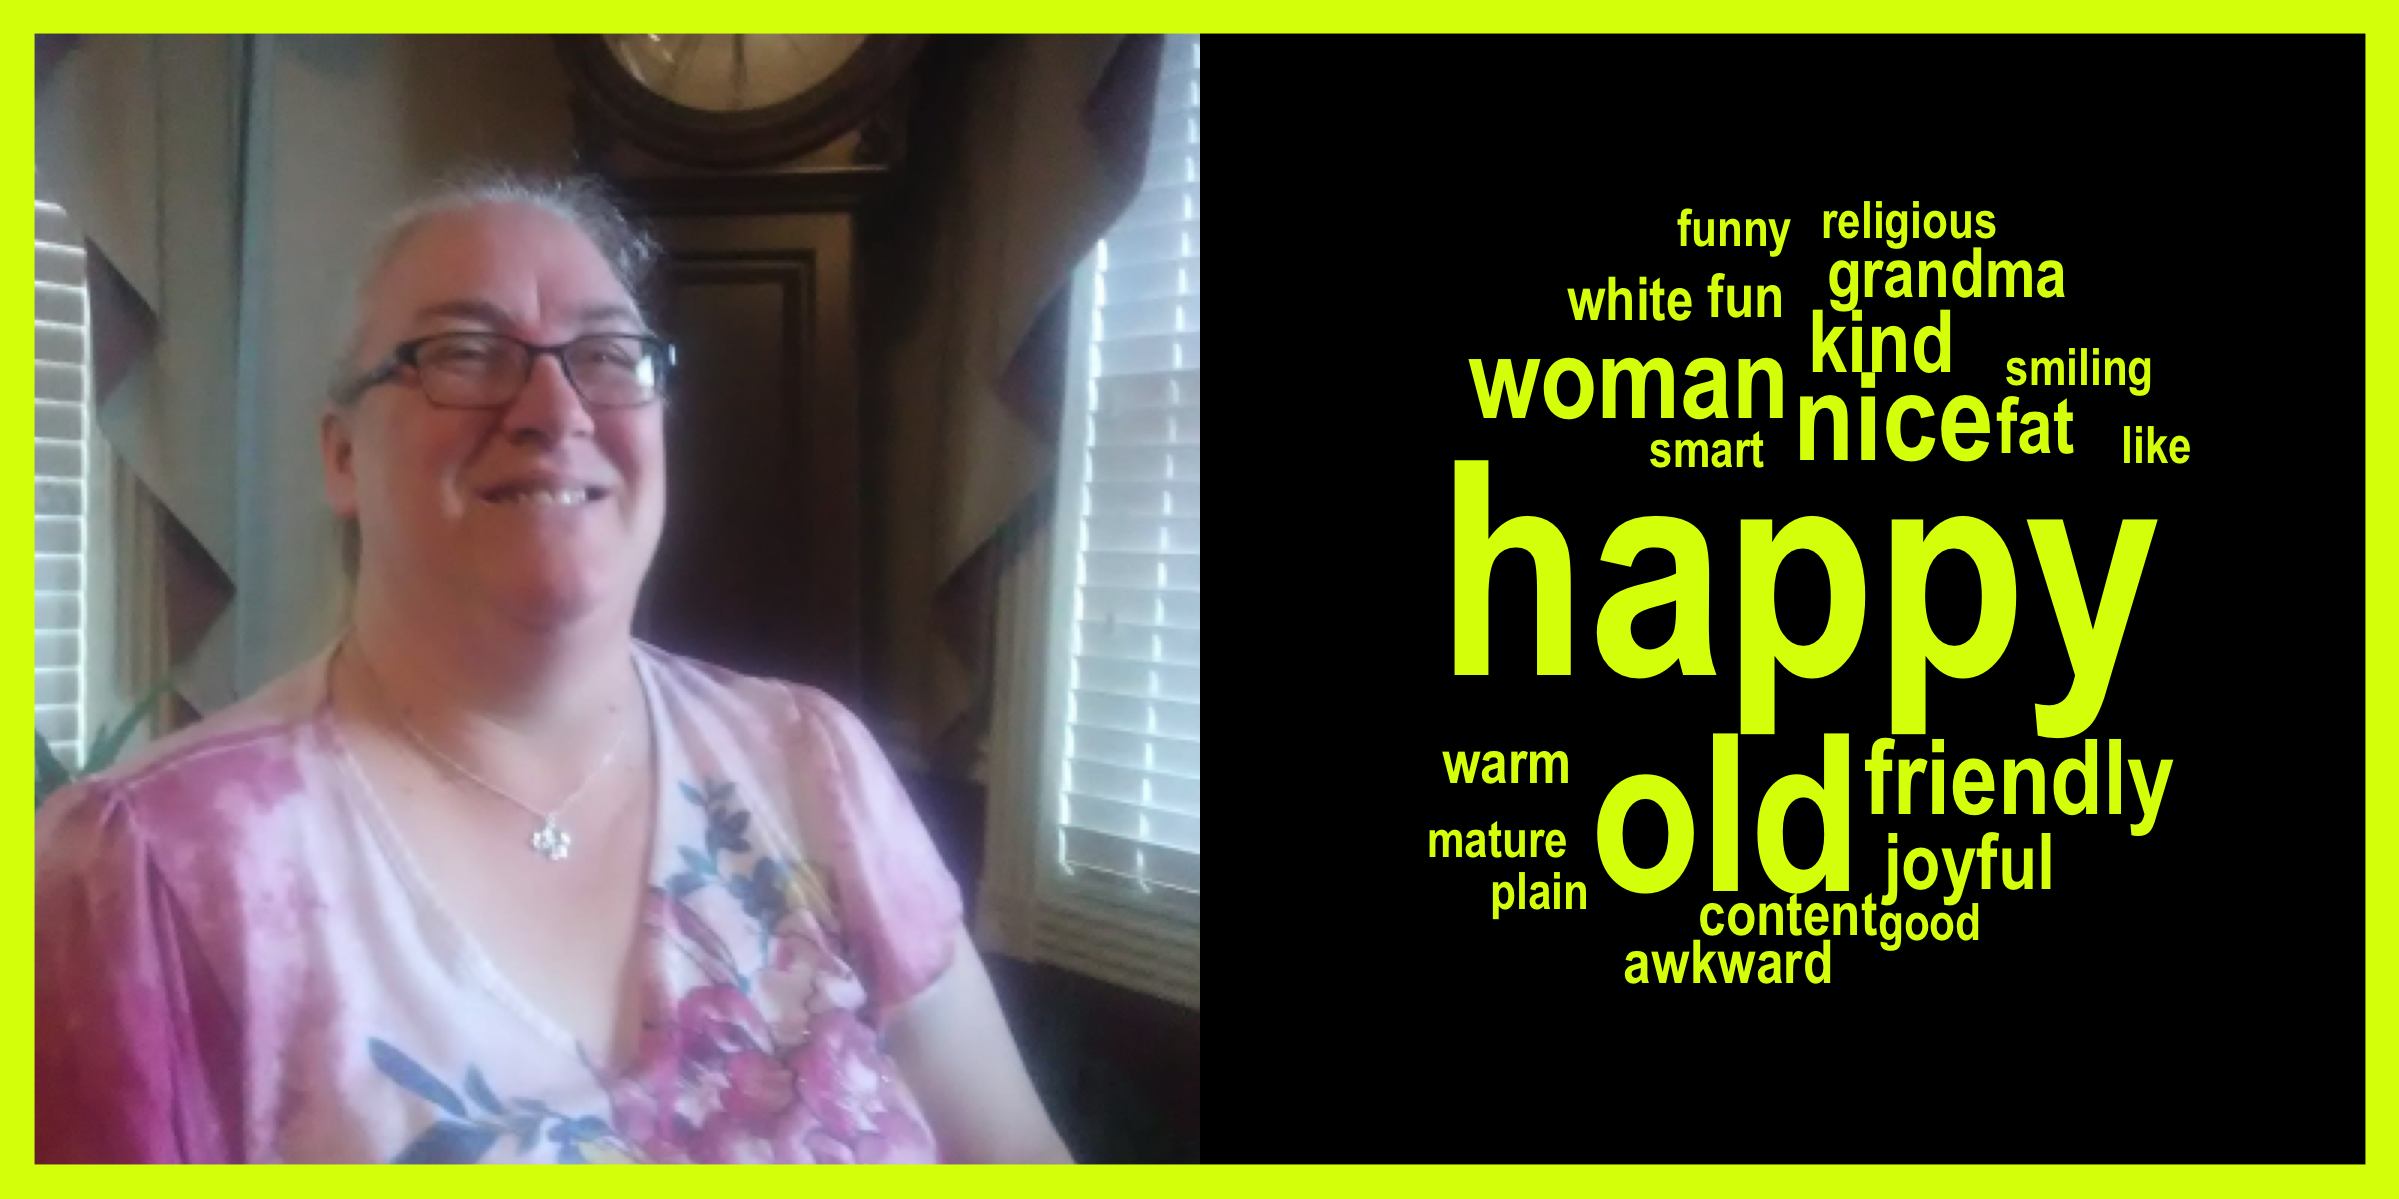 funny religious
grandma
white fun
kind
woman
smiling
nice fat
smart
like
happy
warm
old friendly
mature
joyful
plain
content good
awkward